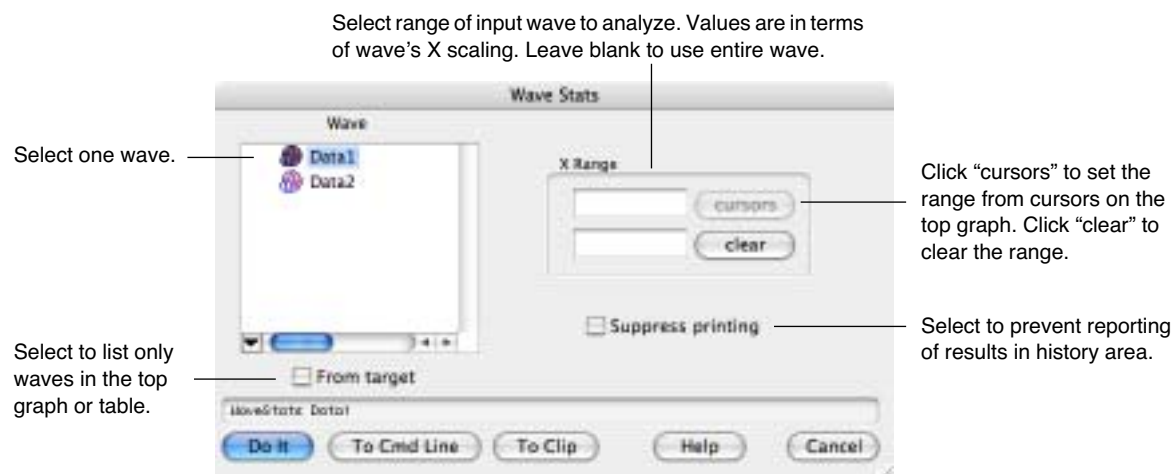 Select range of input wave to analyze. Values are in terms
of wave's X scaling. Leave blank to use entire wave.
Wave Stats
Wave
Select one wave.
Data1
Data2
X Range
cursors
clear
Click “cursors” to set the
range from cursors on the
top graph. Click “clear” to
clear the range.
Suppress printing
Select to prevent reporting
of results in history area.
Select to list only
waves in the top
graph or table.
From target
WaveStats Data1
Do It
To Cmd Line
To Clip
Help
Cancel